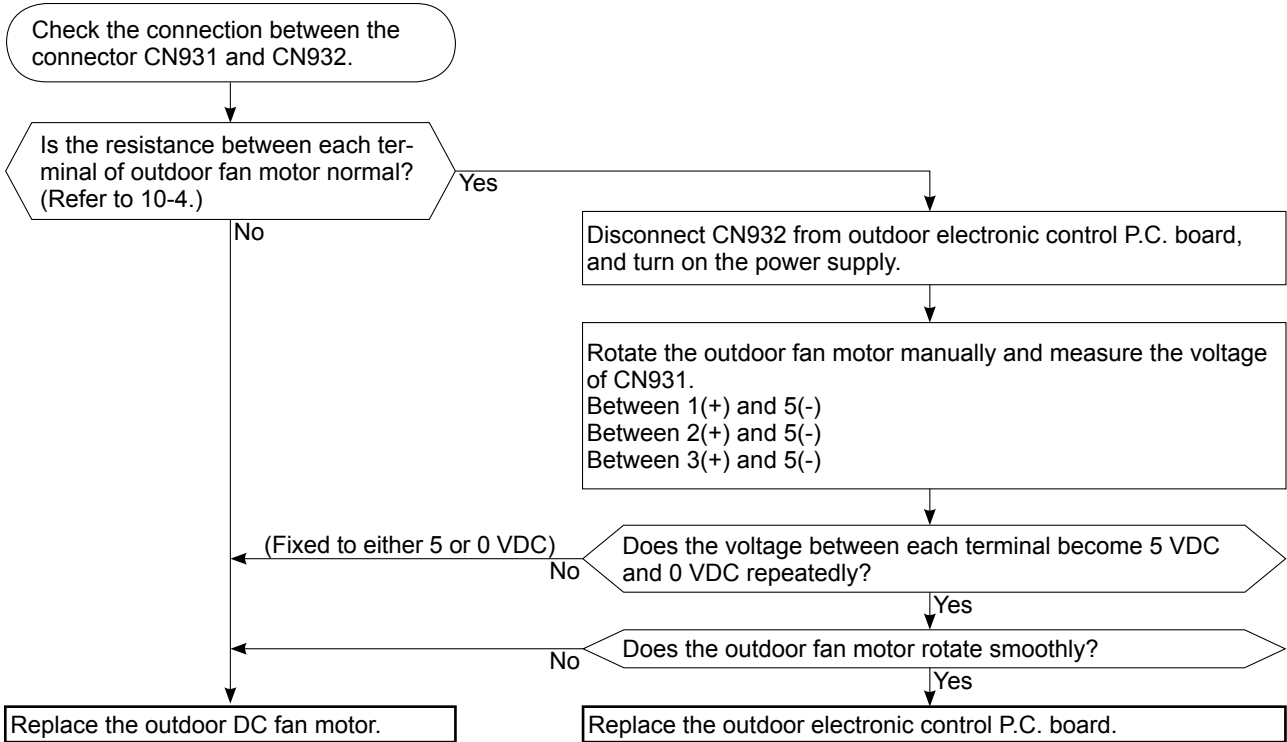 Check the connection between the
connector CN931 and CN932.
Is the resistance between each ter-
minal of outdoor fan motor normal?
(Refer to 10-4.)
Yes
No
Disconnect CN932 from outdoor electronic control P.C. board,
and turn on the power supply.
Rotate the outdoor fan motor manually and measure the voltage
of CN931.
Between 1(+) and 5(-)
Between 2(+) and 5(-)
Between 3(+) and 5(-)
(Fixed to either 5 or 0 VDC)
No
Does the voltage between each terminal become 5 VDC
and 0 VDC repeatedly?
Yes
No
Does the outdoor fan motor rotate smoothly?
Yes
Replace the outdoor DC fan motor.
Replace the outdoor electronic control P.C. board.